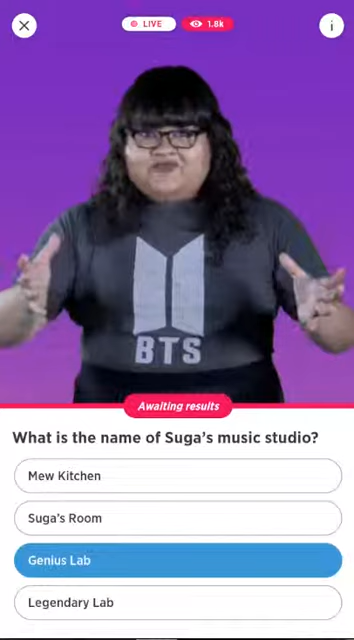 LIVE
1.8k
BTS
Awaiting results
What is the name of Suga's music studio?
Mew Kitchen
Suga's Room
Genius Lab
Legendary Lab